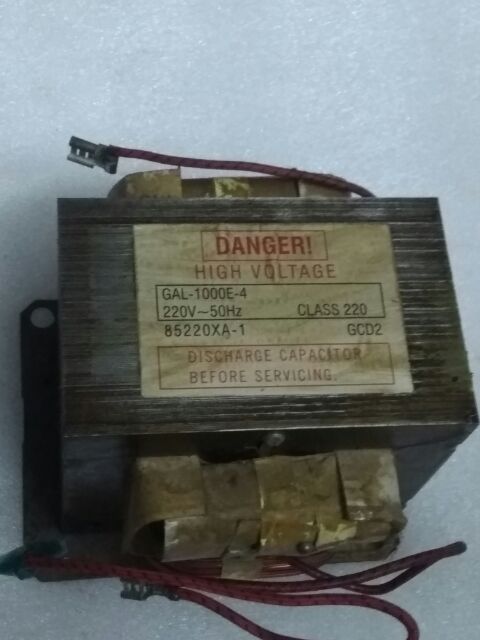 DANGER!
HIGH VOLTAGE
GAL-1000E-4
220V~50Hz CLASS 220
85220XA-1 GCD2
DISCHARGE CAPACITOR
BEFORE SERVICING.